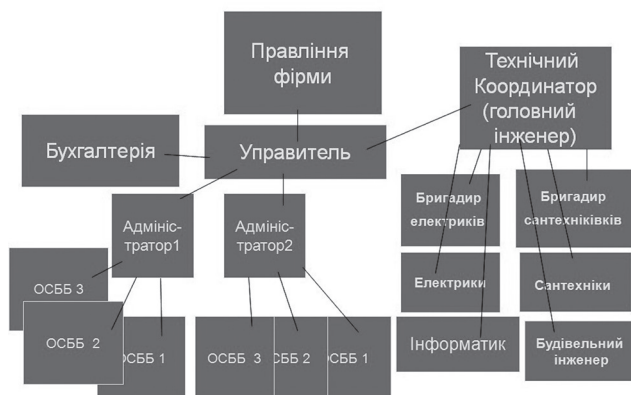 Правління
фірми
Технічний
Координатор
(головний
інженер)
Бухгалтерія
Управитель
Адмініс-
тратор1
Адмініс-
тратор2
Бригадир
електриків
Бригадир
сантехніківків
ОСББ 3
Електрики
Сантехніки
ОСББ 2
ОСББ 1
ОСББ 3
ОСББ 2
ОСББ 1
Інформатик
Будівельний
інженер